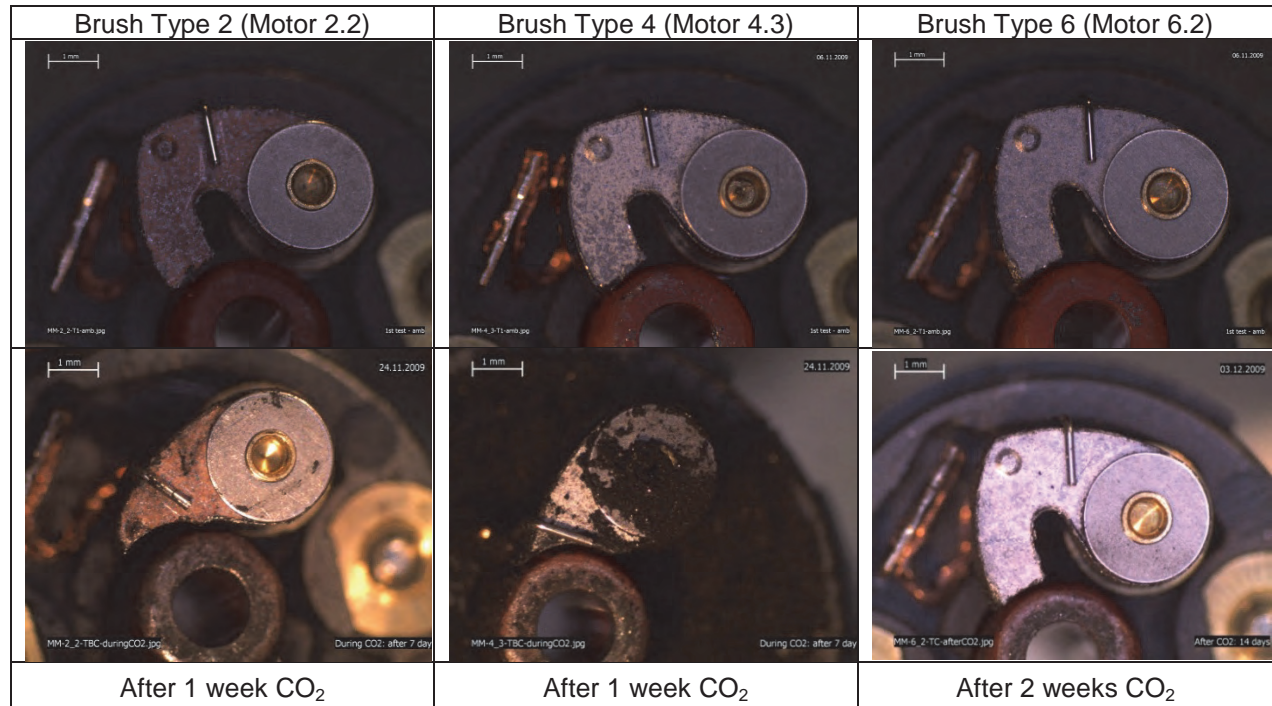 Brush Type 2 (Motor 2.2)
Brush Type 4 (Motor 4.3)
Brush Type 6 (Motor 6.2)
1 mm
MM-2_2-T1-amb.jpg
1st test - amb
1 mm
06.11.2009
MM-4_3-T1-amb.jpg
1st test - amb
1 mm
06.11.2009
MM-6_2-T1-amb.jpg
1st test - amb
1 mm
24.11.2009
MM-2_2-TBC-duringCO2.jpg
During CO2: after 7 day
1 mm
24.11.2009
MM-4_3-TBC-duringCO2.jpg
During CO2: after 7 day
1 mm
03.12.2009
MM-6_2-TC-afterCO2.jpg
After CO2: 14 days
After 1 week CO₂
After 1 week CO₂
After 2 weeks CO₂